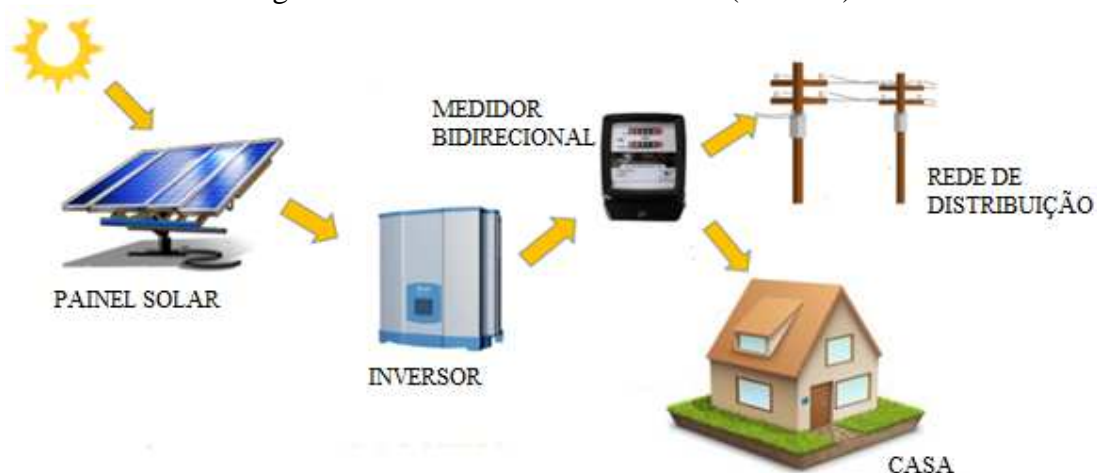 MEDIDOR
BIDIRECIONAL
REDE DE
DISTRIBUIÇÃO
PAINEL SOLAR
INVERSOR
CASA